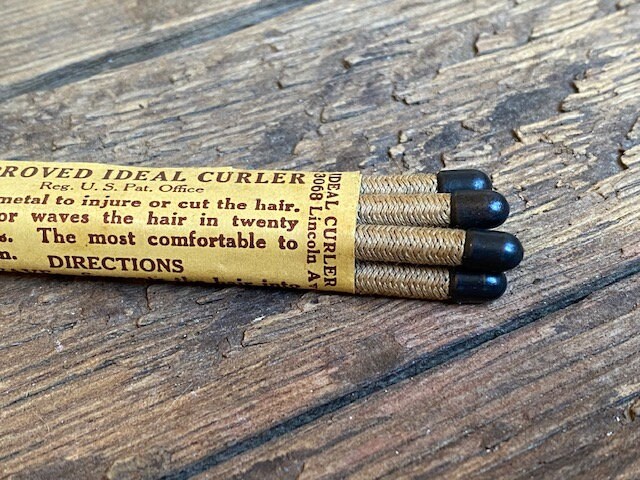 ROVED IDEAL CURLER
Reg. U. S. Pat. Office
metal to injure or cut the hair.
or waves the hair in twenty
The most comfortable to
DIRECTIONS
IDEAL CURLER
3068 Lincoln Av